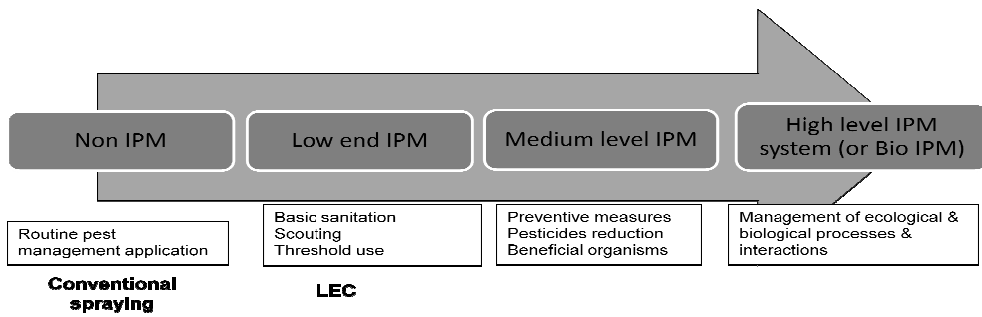 Non IPM
Low end IPM
Medium level IPM
High level IPM
system (or Bio IPM)
Routine pest
management application
Basic sanitation
Scouting
Threshold use
Preventive measures
Pesticides reduction
Beneficial organisms
Management of ecological &
biological processes &
interactions
Conventional
spraying
LEC